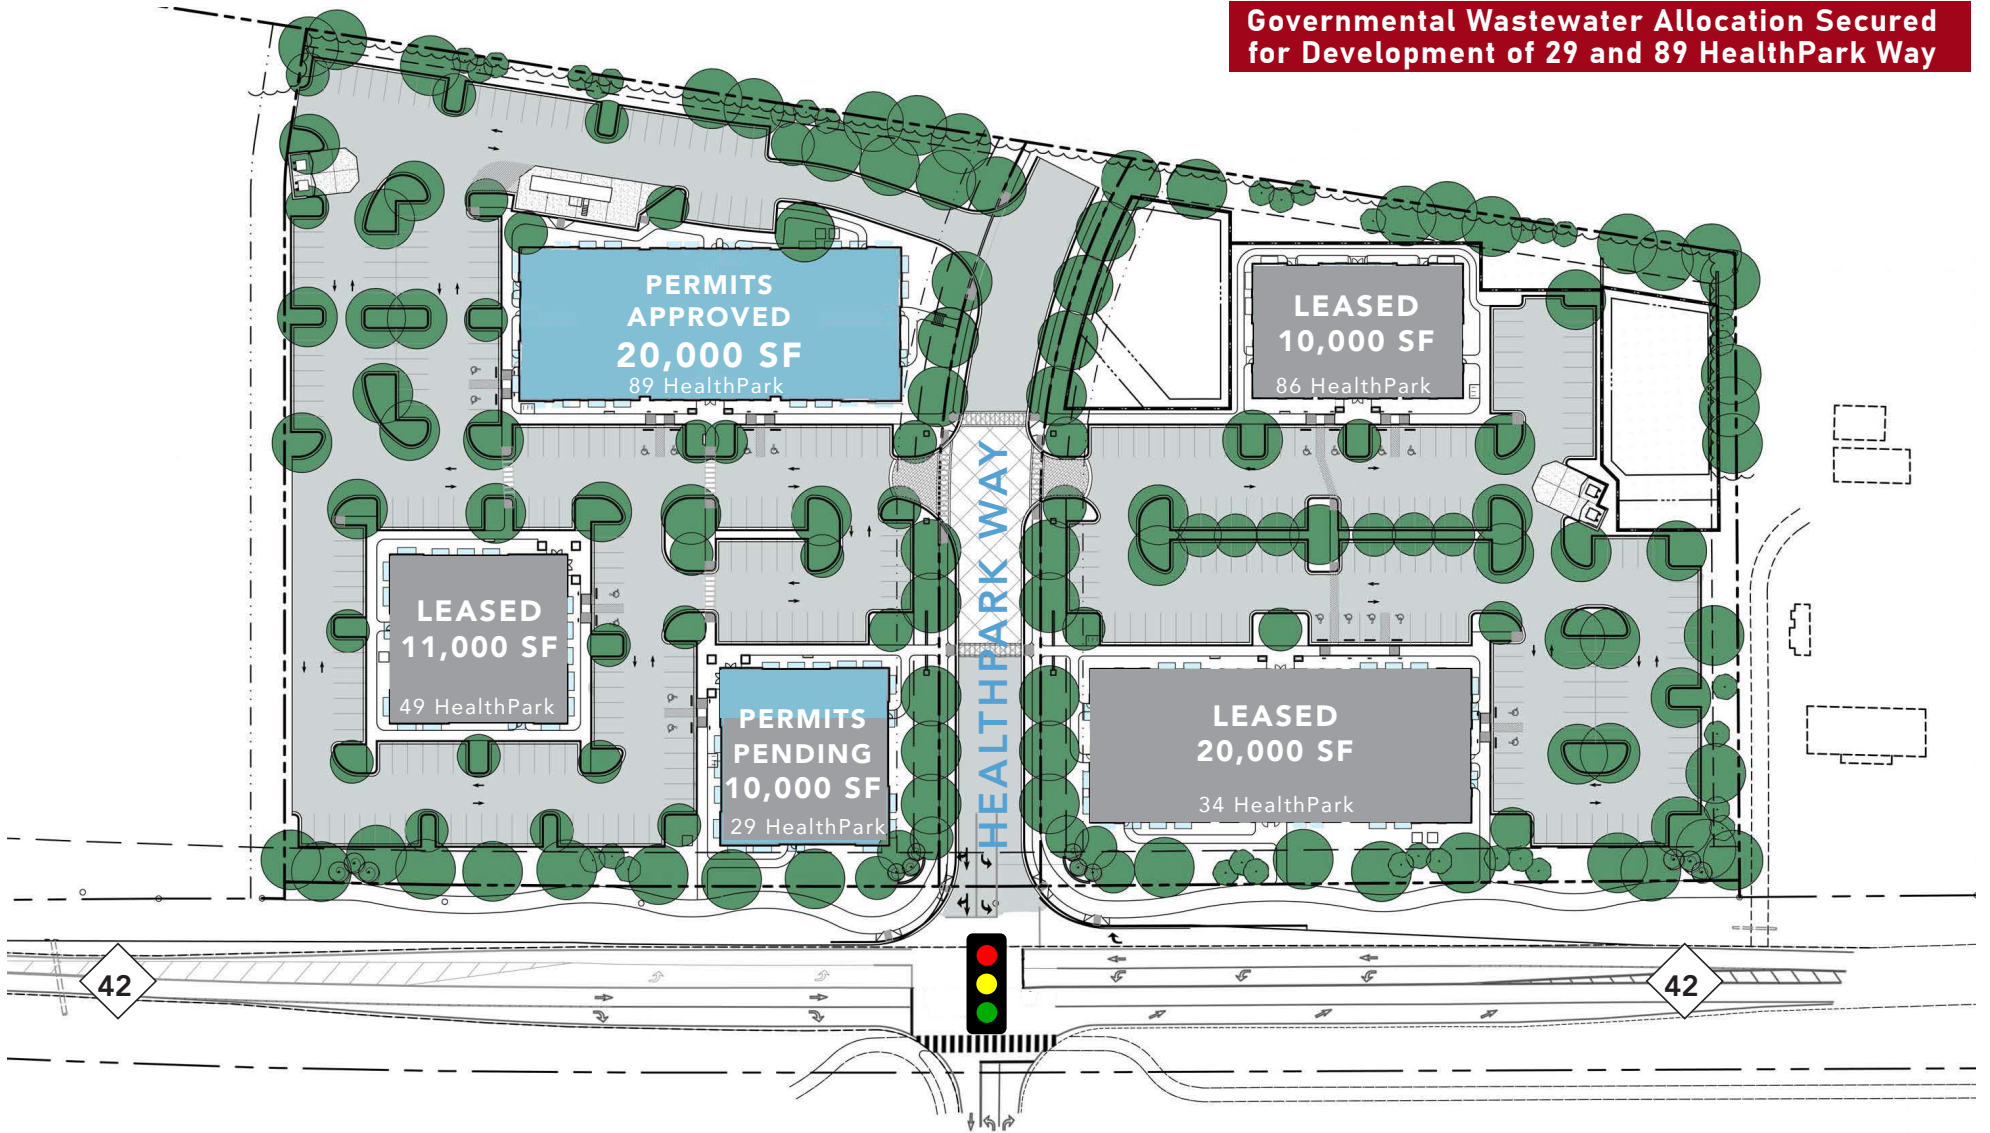 Governmental Wastewater Allocation Secured
for Development of 29 and 89 HealthPark Way
PERMITS
APPROVED
20,000 SF
89 HealthPark
LEASED
10,000 SF
86 HealthPark
HEALTHPARK WAY
LEASED
11,000 SF
49 HealthPark
PERMITS
PENDING
10,000 SF
29 HealthPark
LEASED
20,000 SF
34 HealthPark
42
42